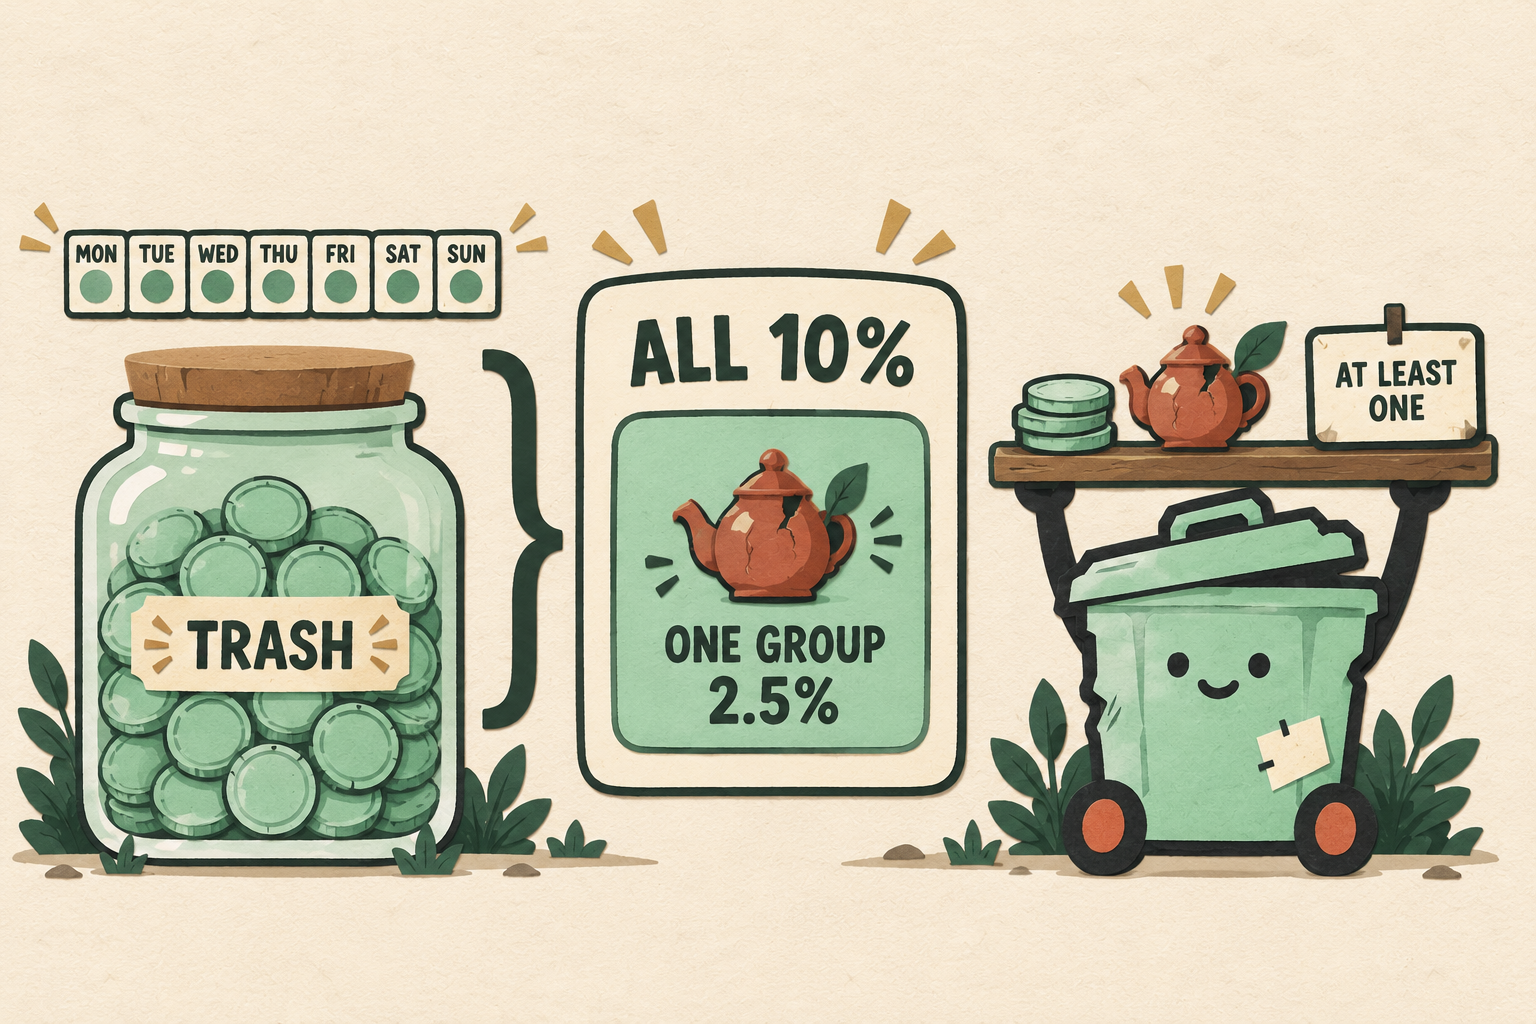 MON TUE WED THU FRI SAT SUN
TRASH
ALL 10%
ONE GROUP
2.5%
AT LEAST
ONE